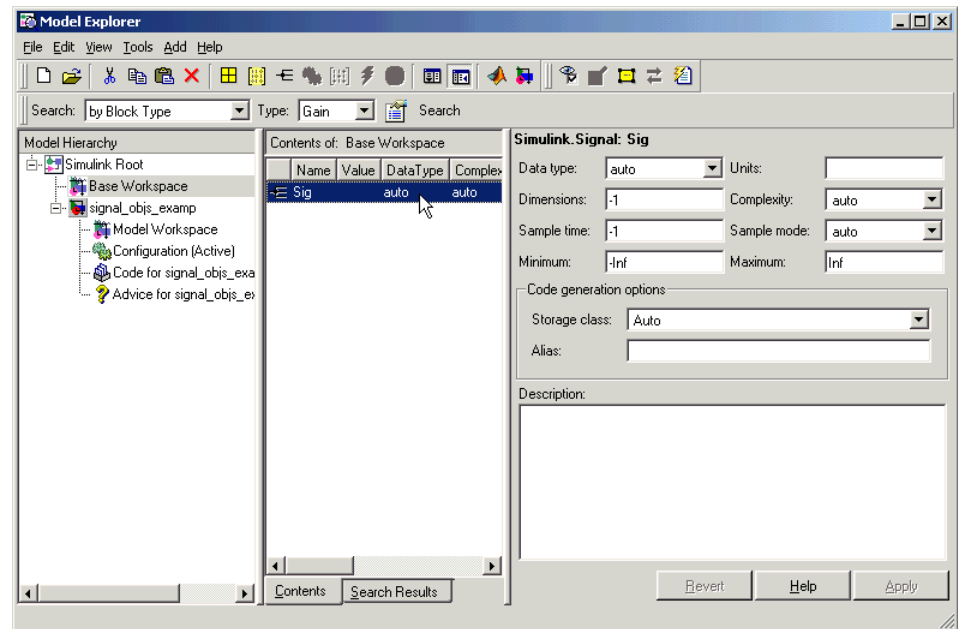 Model Explorer
File Edit View Tools Add Help
Search: by Block Type Type: Gain Search
Model Hierarchy
Simulink Root
Base Workspace
signal_objs_examp
Model Workspace
Configuration (Active)
Code for signal_objs_exa
Advice for signal_objs_e
Contents of: Base Workspace
Name Value DataType Complex
Sig auto auto
Contents Search Results
Simulink.Signal: Sig
Data type: auto Units:
Dimensions: -1 Complexity: auto
Sample time: -1 Sample mode: auto
Minimum: -Inf Maximum: Inf
Code generation options
Storage class: Auto
Alias:
Description:
Revert Help Apply